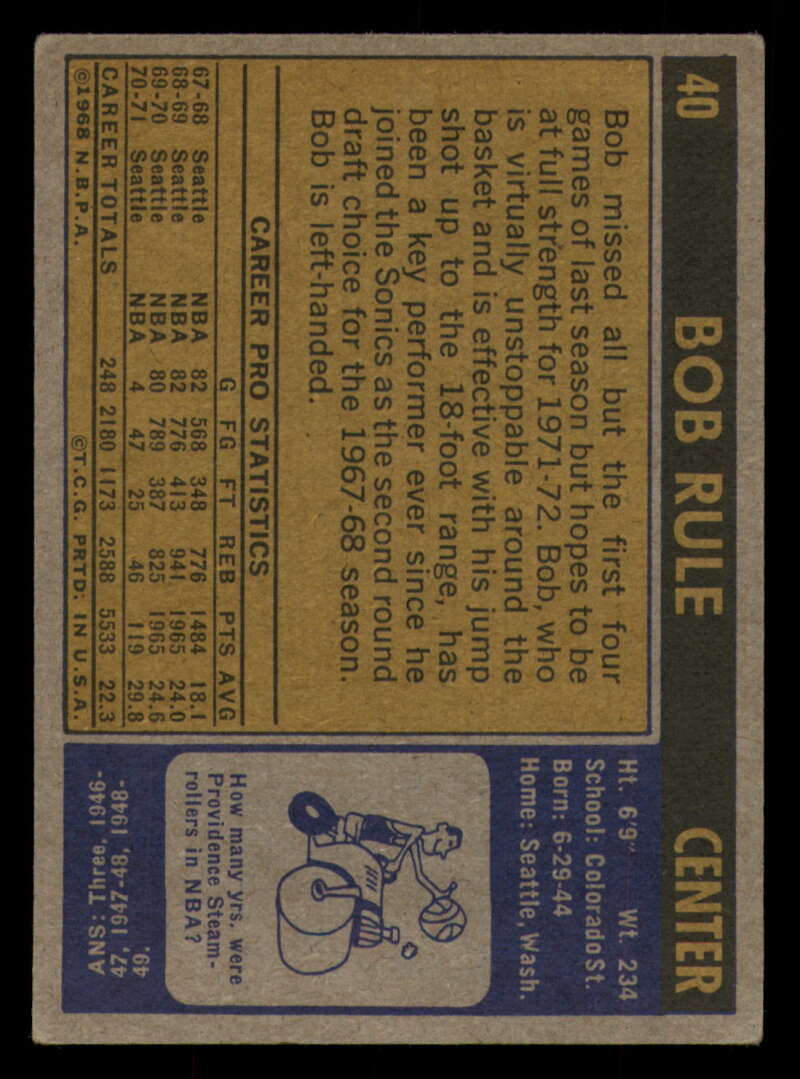 40 BOB RULE CENTER
Bob missed all but the first four
games of last season but hopes to be
at full strength for 1971-72. Bob, who
is virtually unstoppable around the
basket and is effective with his jump
shot up to the 18-foot range, has
been a key performer ever since he
joined the Sonics as the second round
draft choice for the 1967-68 season.
Bob is left-handed.
CAREER PRO STATISTICS
G FG FT REB PTS AVG
67-68 Seattle NBA 82 568 348 776 1484 18.1
68-69 Seattle NBA 82 776 413 941 1965 24.0
69-70 Seattle NBA 80 789 387 825 1965 24.6
70-71 Seattle NBA 4 47 25 46 119 29.8
CAREER TOTALS 248 2180 1173 2588 5533 22.3
©1968 N.B.P.A. ©T.C.G. PRTD. IN U.S.A.
Ht. 6'9" Wt. 234
School: Colorado St.
Born: 6-29-44
Home: Seattle, Wash.
How many yrs. were
Providence Steam-
rollers in NBA?
ANS: Three, 1946-
47, 1947-48, 1948-
49.